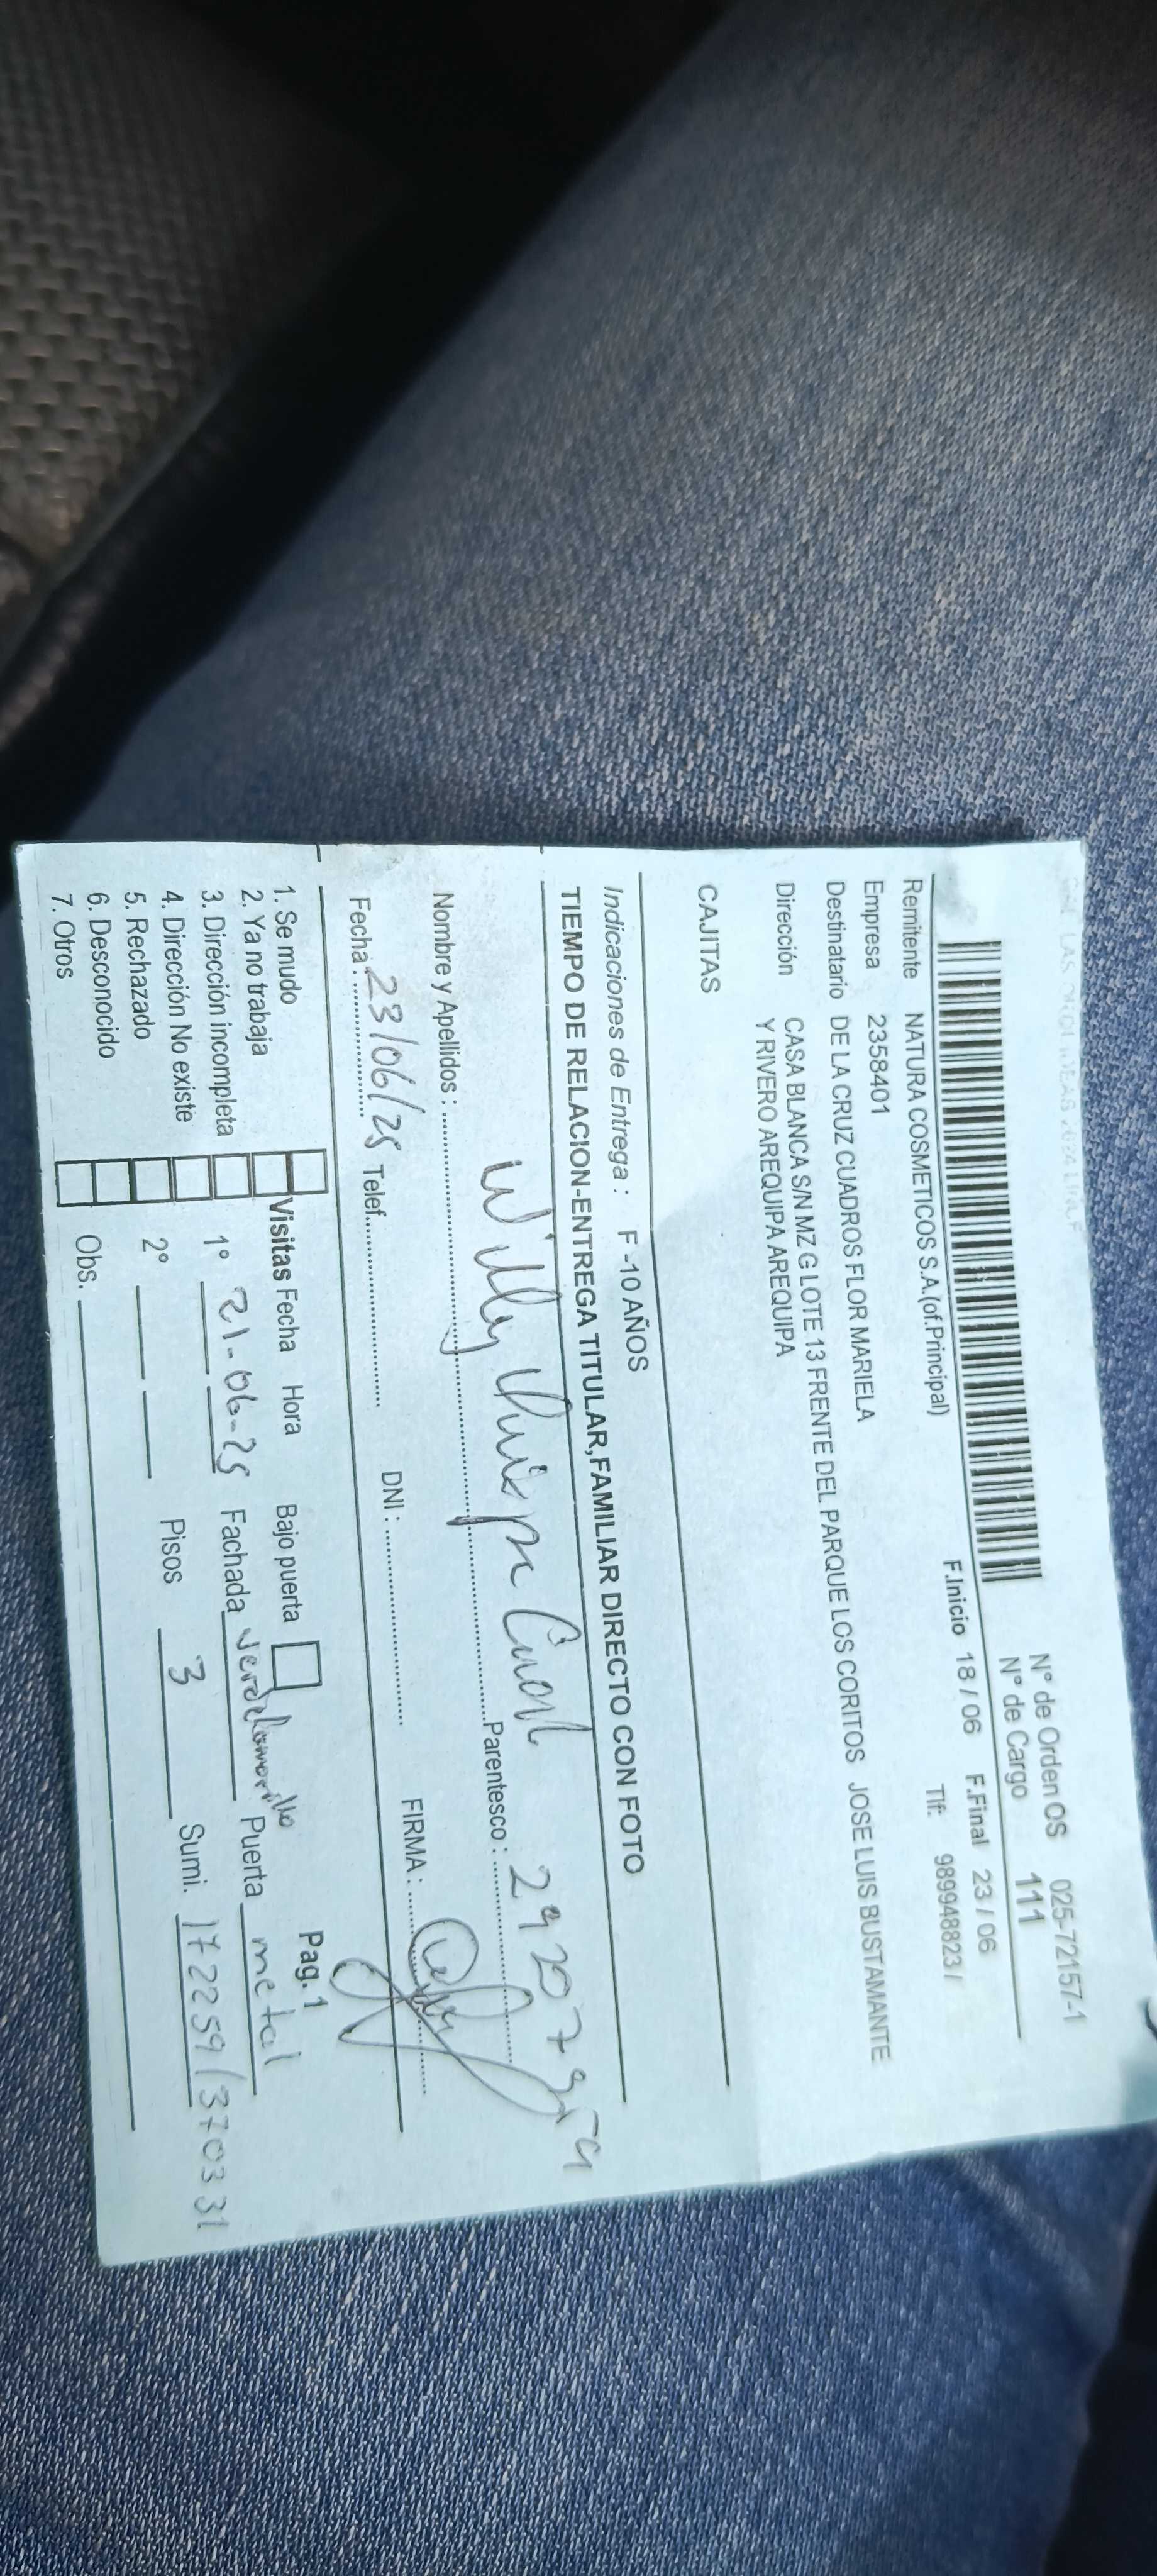 N° de Orden OS 025-72157-1
N° de Cargo 111
F.Inicio 18 / 06 F.Final 23 / 06
Remitente NATURA COSMETICOS S.A.(of.Principal) Tlf: 989948823 /
Empresa 2358401
Destinatario DE LA CRUZ CUADROS FLOR MARIELA
Dirección CASA BLANCA S/N MZ G LOTE 13 FRENTE DEL PARQUE LOS CORITOS JOSE LUIS BUSTAMANTE
Y RIVERO AREQUIPA AREQUIPA
CAJITAS
Indicaciones de Entrega : F -10 AÑOS
TIEMPO DE RELACION-ENTREGA TITULAR,FAMILIAR DIRECTO CON FOTO
Willy
Nombre y Apellidos : Parentesco :
Fecha : 23/06/25 Telef. DNI : FIRMA :
Pag. 1
1. Se mudo Visitas Fecha Hora Bajo puerta
2. Ya no trabaja 1° 21-06-25 Fachada Puerta metal
3. Dirección incompleta
4. Dirección No existe 2° Pisos 3 Sumi. 172259/370331
5. Rechazado
6. Desconocido Obs.
7. Otros